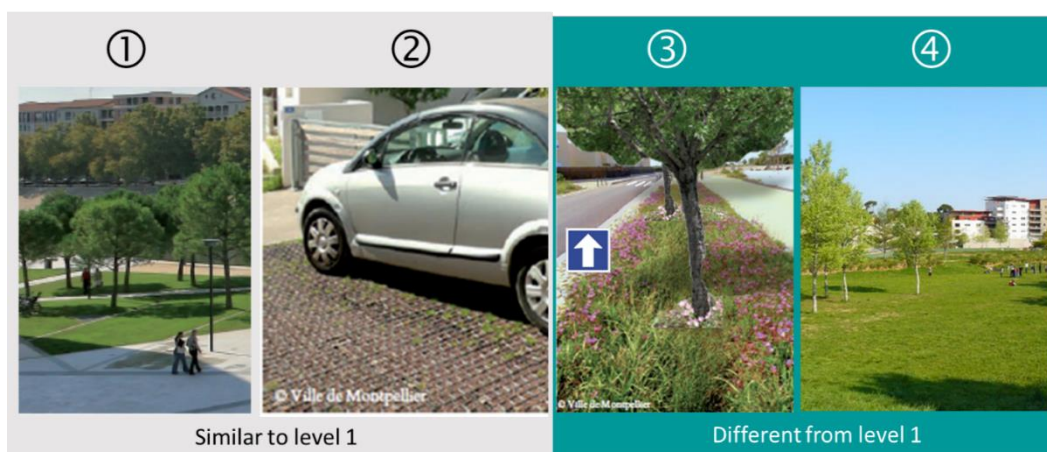 ① ② ③ ④
© Ville de Montpellier
© Ville de Montpellier
Similar to level 1
Different from level 1